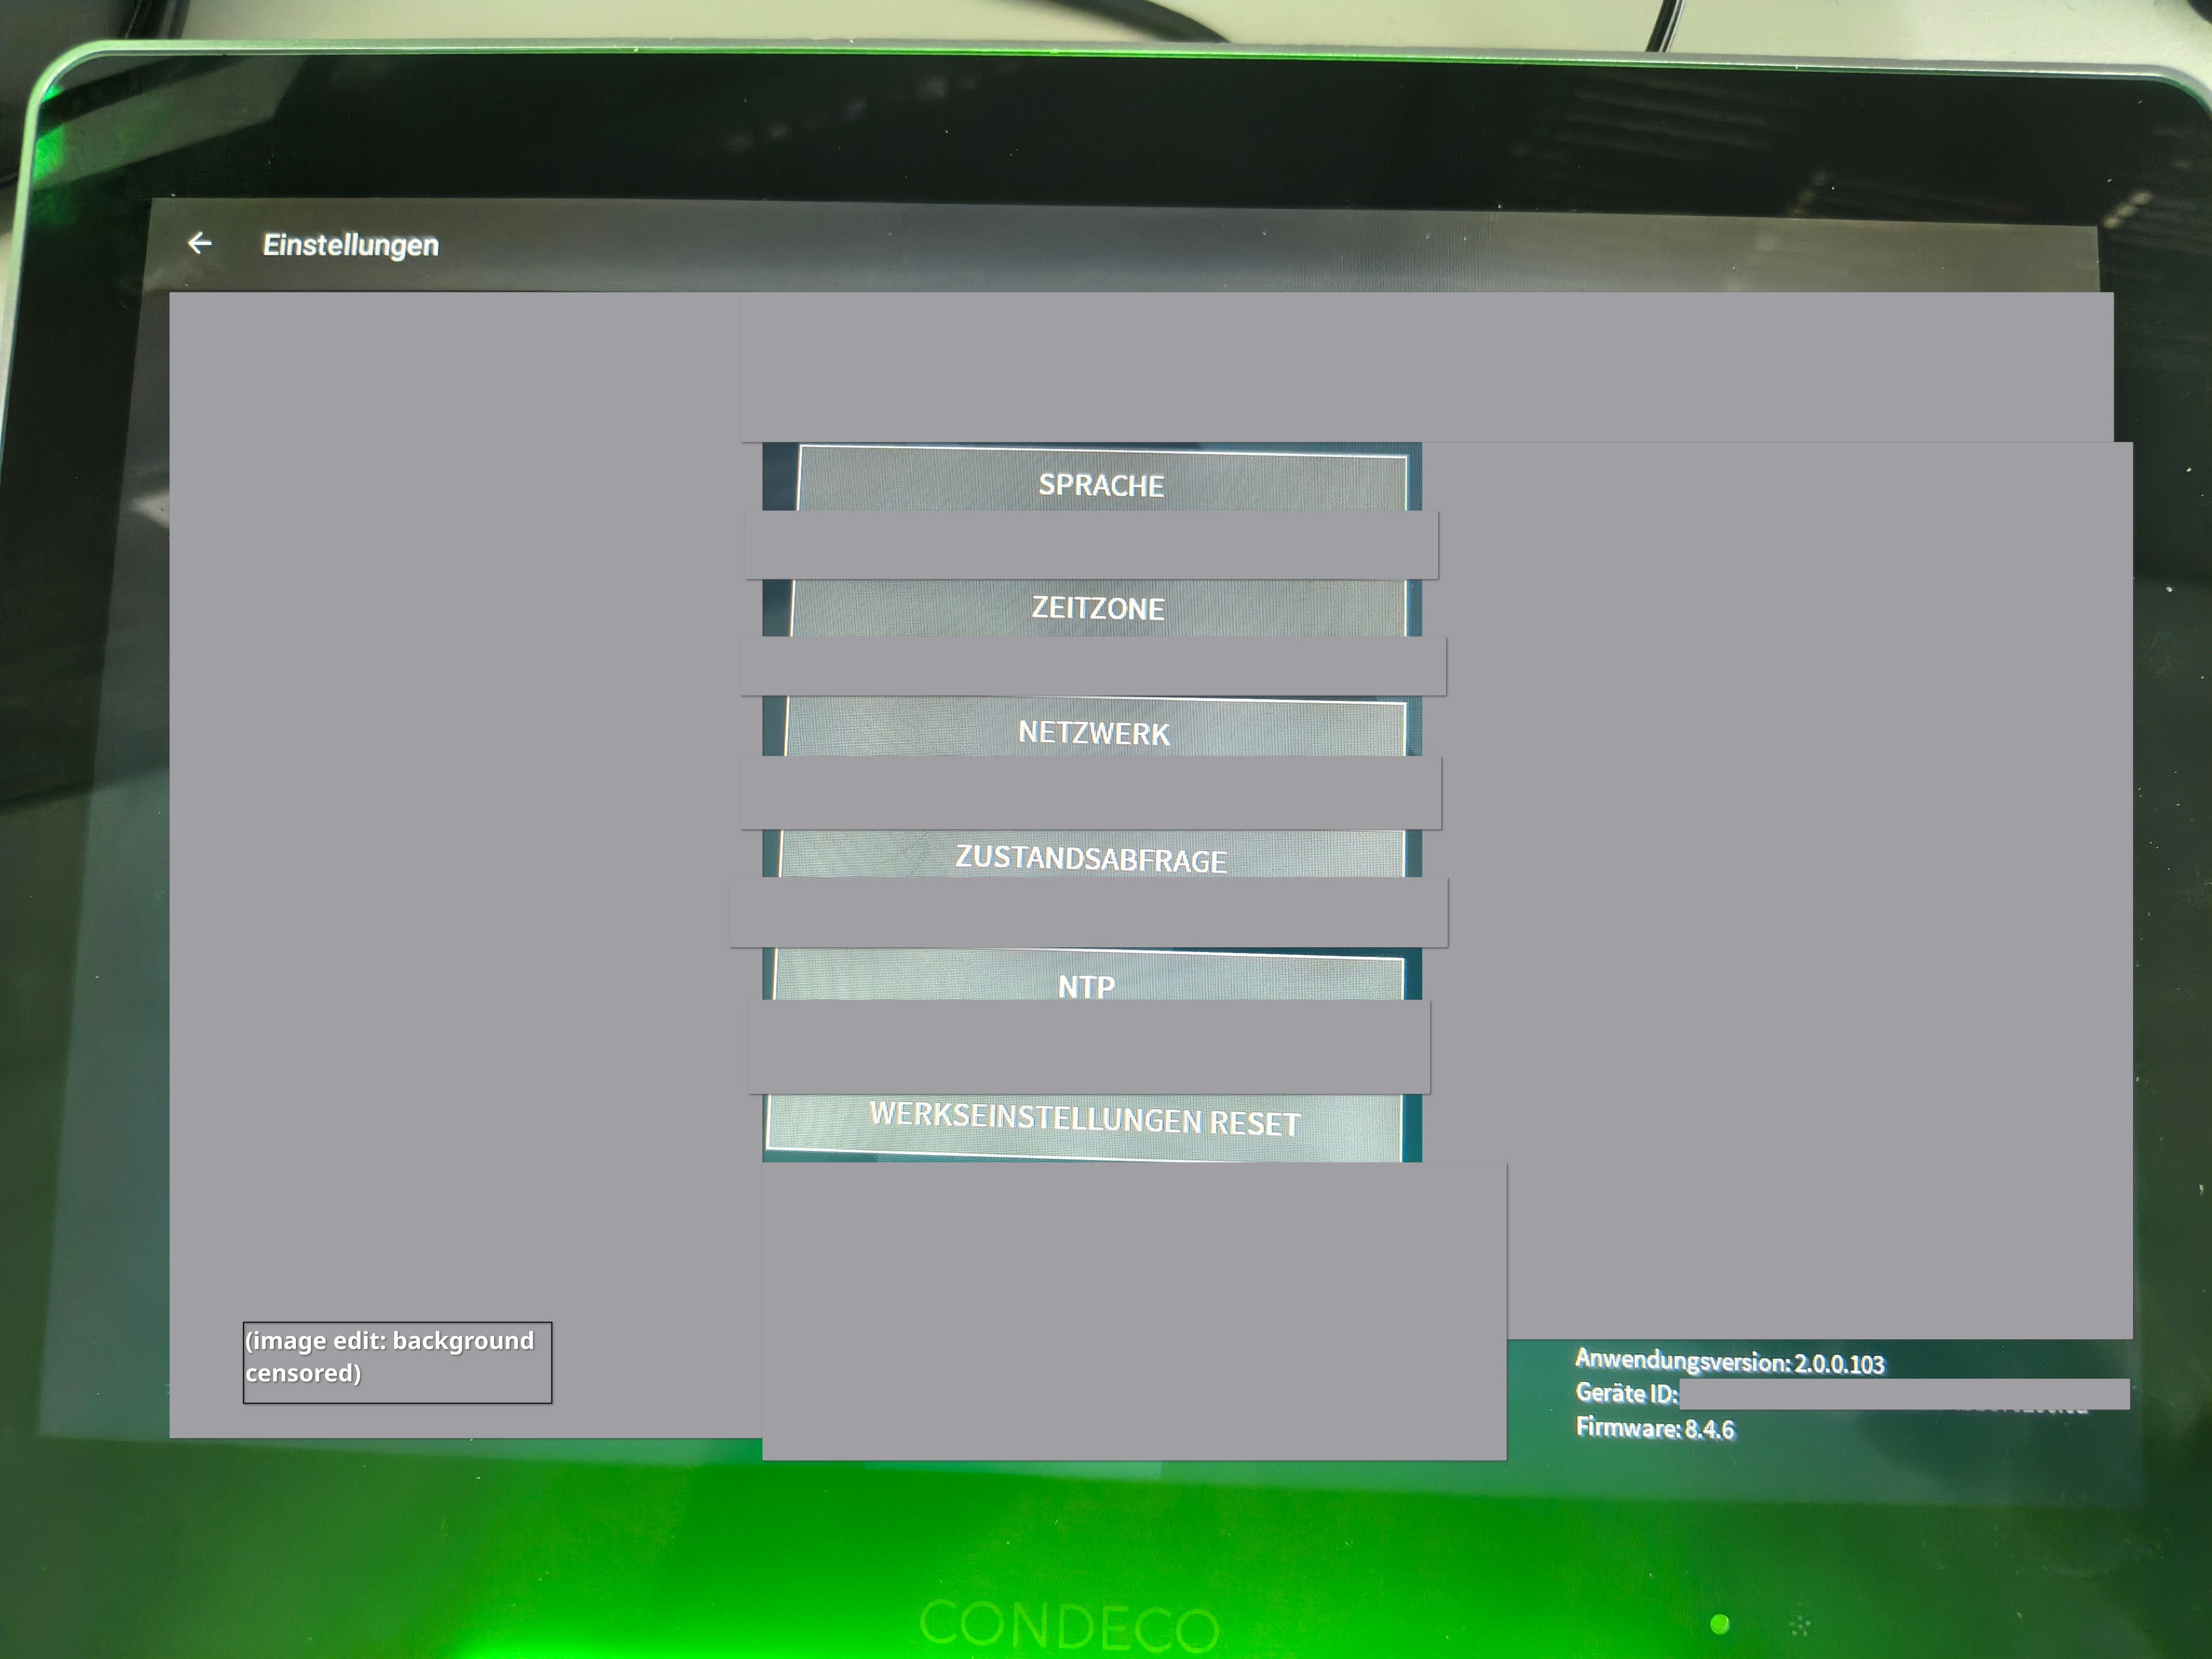 Einstellungen
SPRACHE
ZEITZONE
NETZWERK
ZUSTANDSABFRAGE
NTP
WERKSEINSTELLUNGEN RESET
(image edit: background
censored)
Anwendungsversion: 2.0.0.103
Geräte ID:
Firmware: 8.4.6
CONDECO